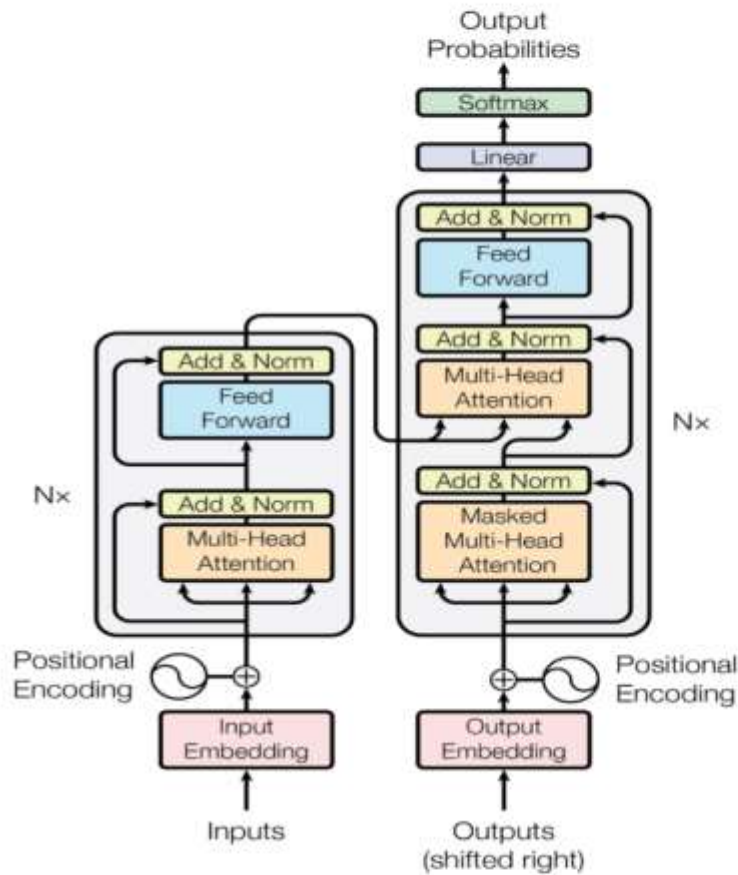 Output
Probabilities
Softmax
Linear
Add & Norm
Feed
Forward
Add & Norm
Multi-Head
Attention
Nx
Add & Norm
Masked
Multi-Head
Attention
Add & Norm
Feed
Forward
Nx
Add & Norm
Multi-Head
Attention
Positional
Encoding
Positional
Encoding
Input
Embedding
Output
Embedding
Inputs
Outputs
(shifted right)